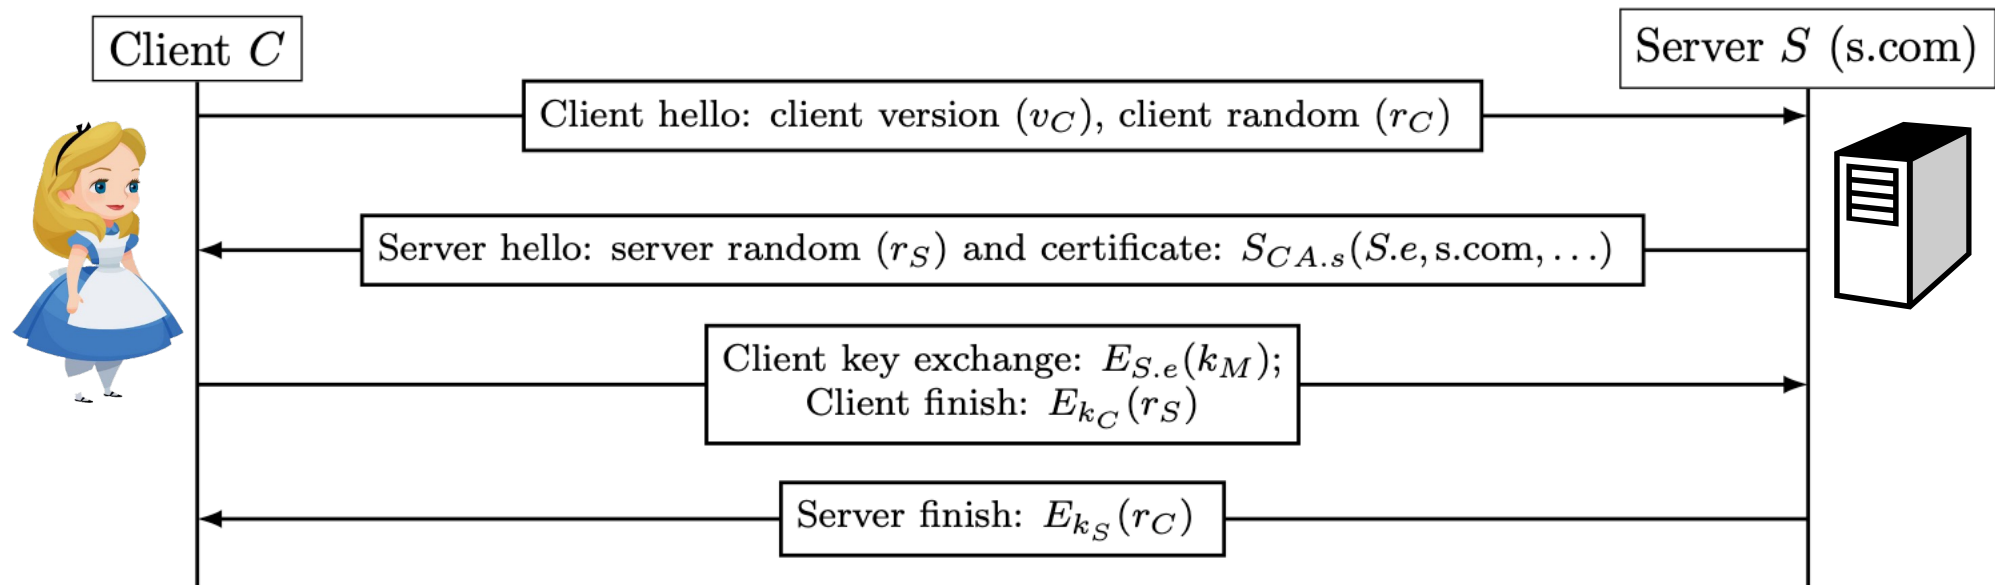 Client C
Server S (s.com)
Client hello: client version (v_C), client random (r_C)
Server hello: server random (r_S) and certificate: S_{CA.s}(S.e, s.com, ...)
Client key exchange: E_{S.e}(k_M);
Client finish: E_{k_C}(r_S)
Server finish: E_{k_S}(r_C)